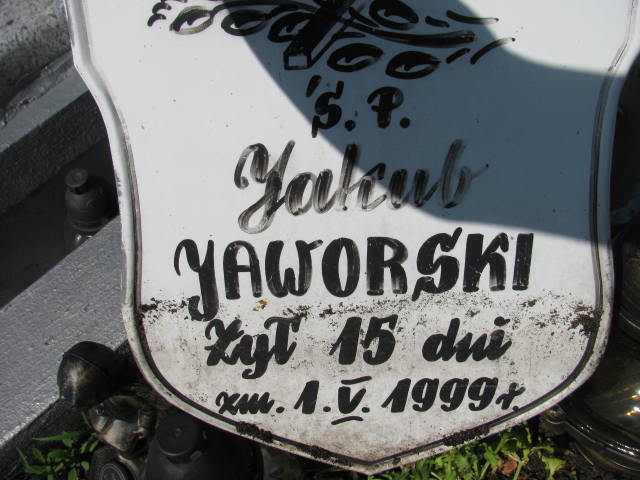 Ś. P.
Jakub
JAWORSKI
Żył 15 dni
zm. 1. V. 1999 r